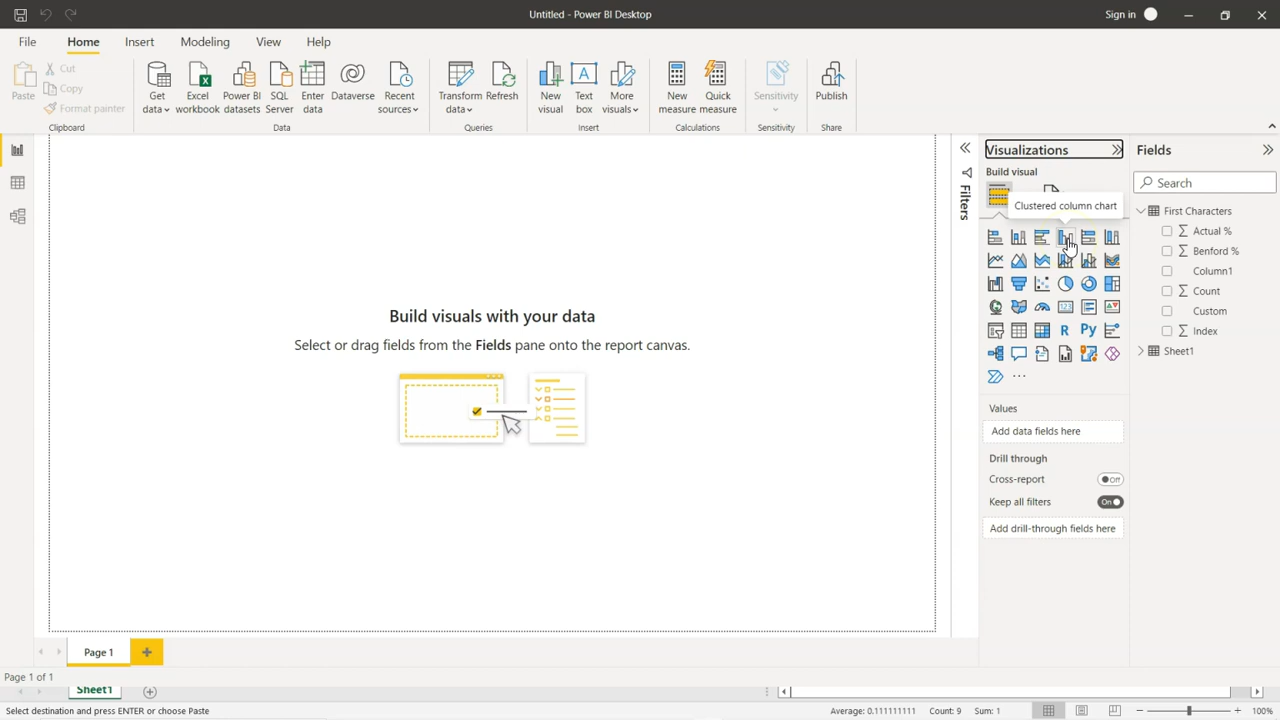 Untitled - Power BI Desktop
Sign in
File
Home
Insert
Modeling
View
Help
Paste
Cut
Copy
Format painter
Clipboard
Get data
Excel workbook
Power BI datasets
SQL Server
Enter data
Dataverse
Recent sources
Data
Transform data
Refresh
Queries
New visual
Text box
More visuals
Insert
New measure
Quick measure
Calculations
Sensitivity
Sensitivity
Publish
Share
Build visuals with your data
Select or drag fields from the Fields pane onto the report canvas.
Filters
Visualizations
Build visual
Clustered column chart
123
R
Py
Values
Add data fields here
Drill through
Cross-report
Off
Keep all filters
On
Add drill-through fields here
Fields
Search
First Characters
Actual %
Benford %
Column1
Count
Custom
Index
Sheet1
Page 1
Page 1 of 1
Sheet1
Select destination and press ENTER or choose Paste
Average: 0.111111111
Count: 9
Sum: 1
100%